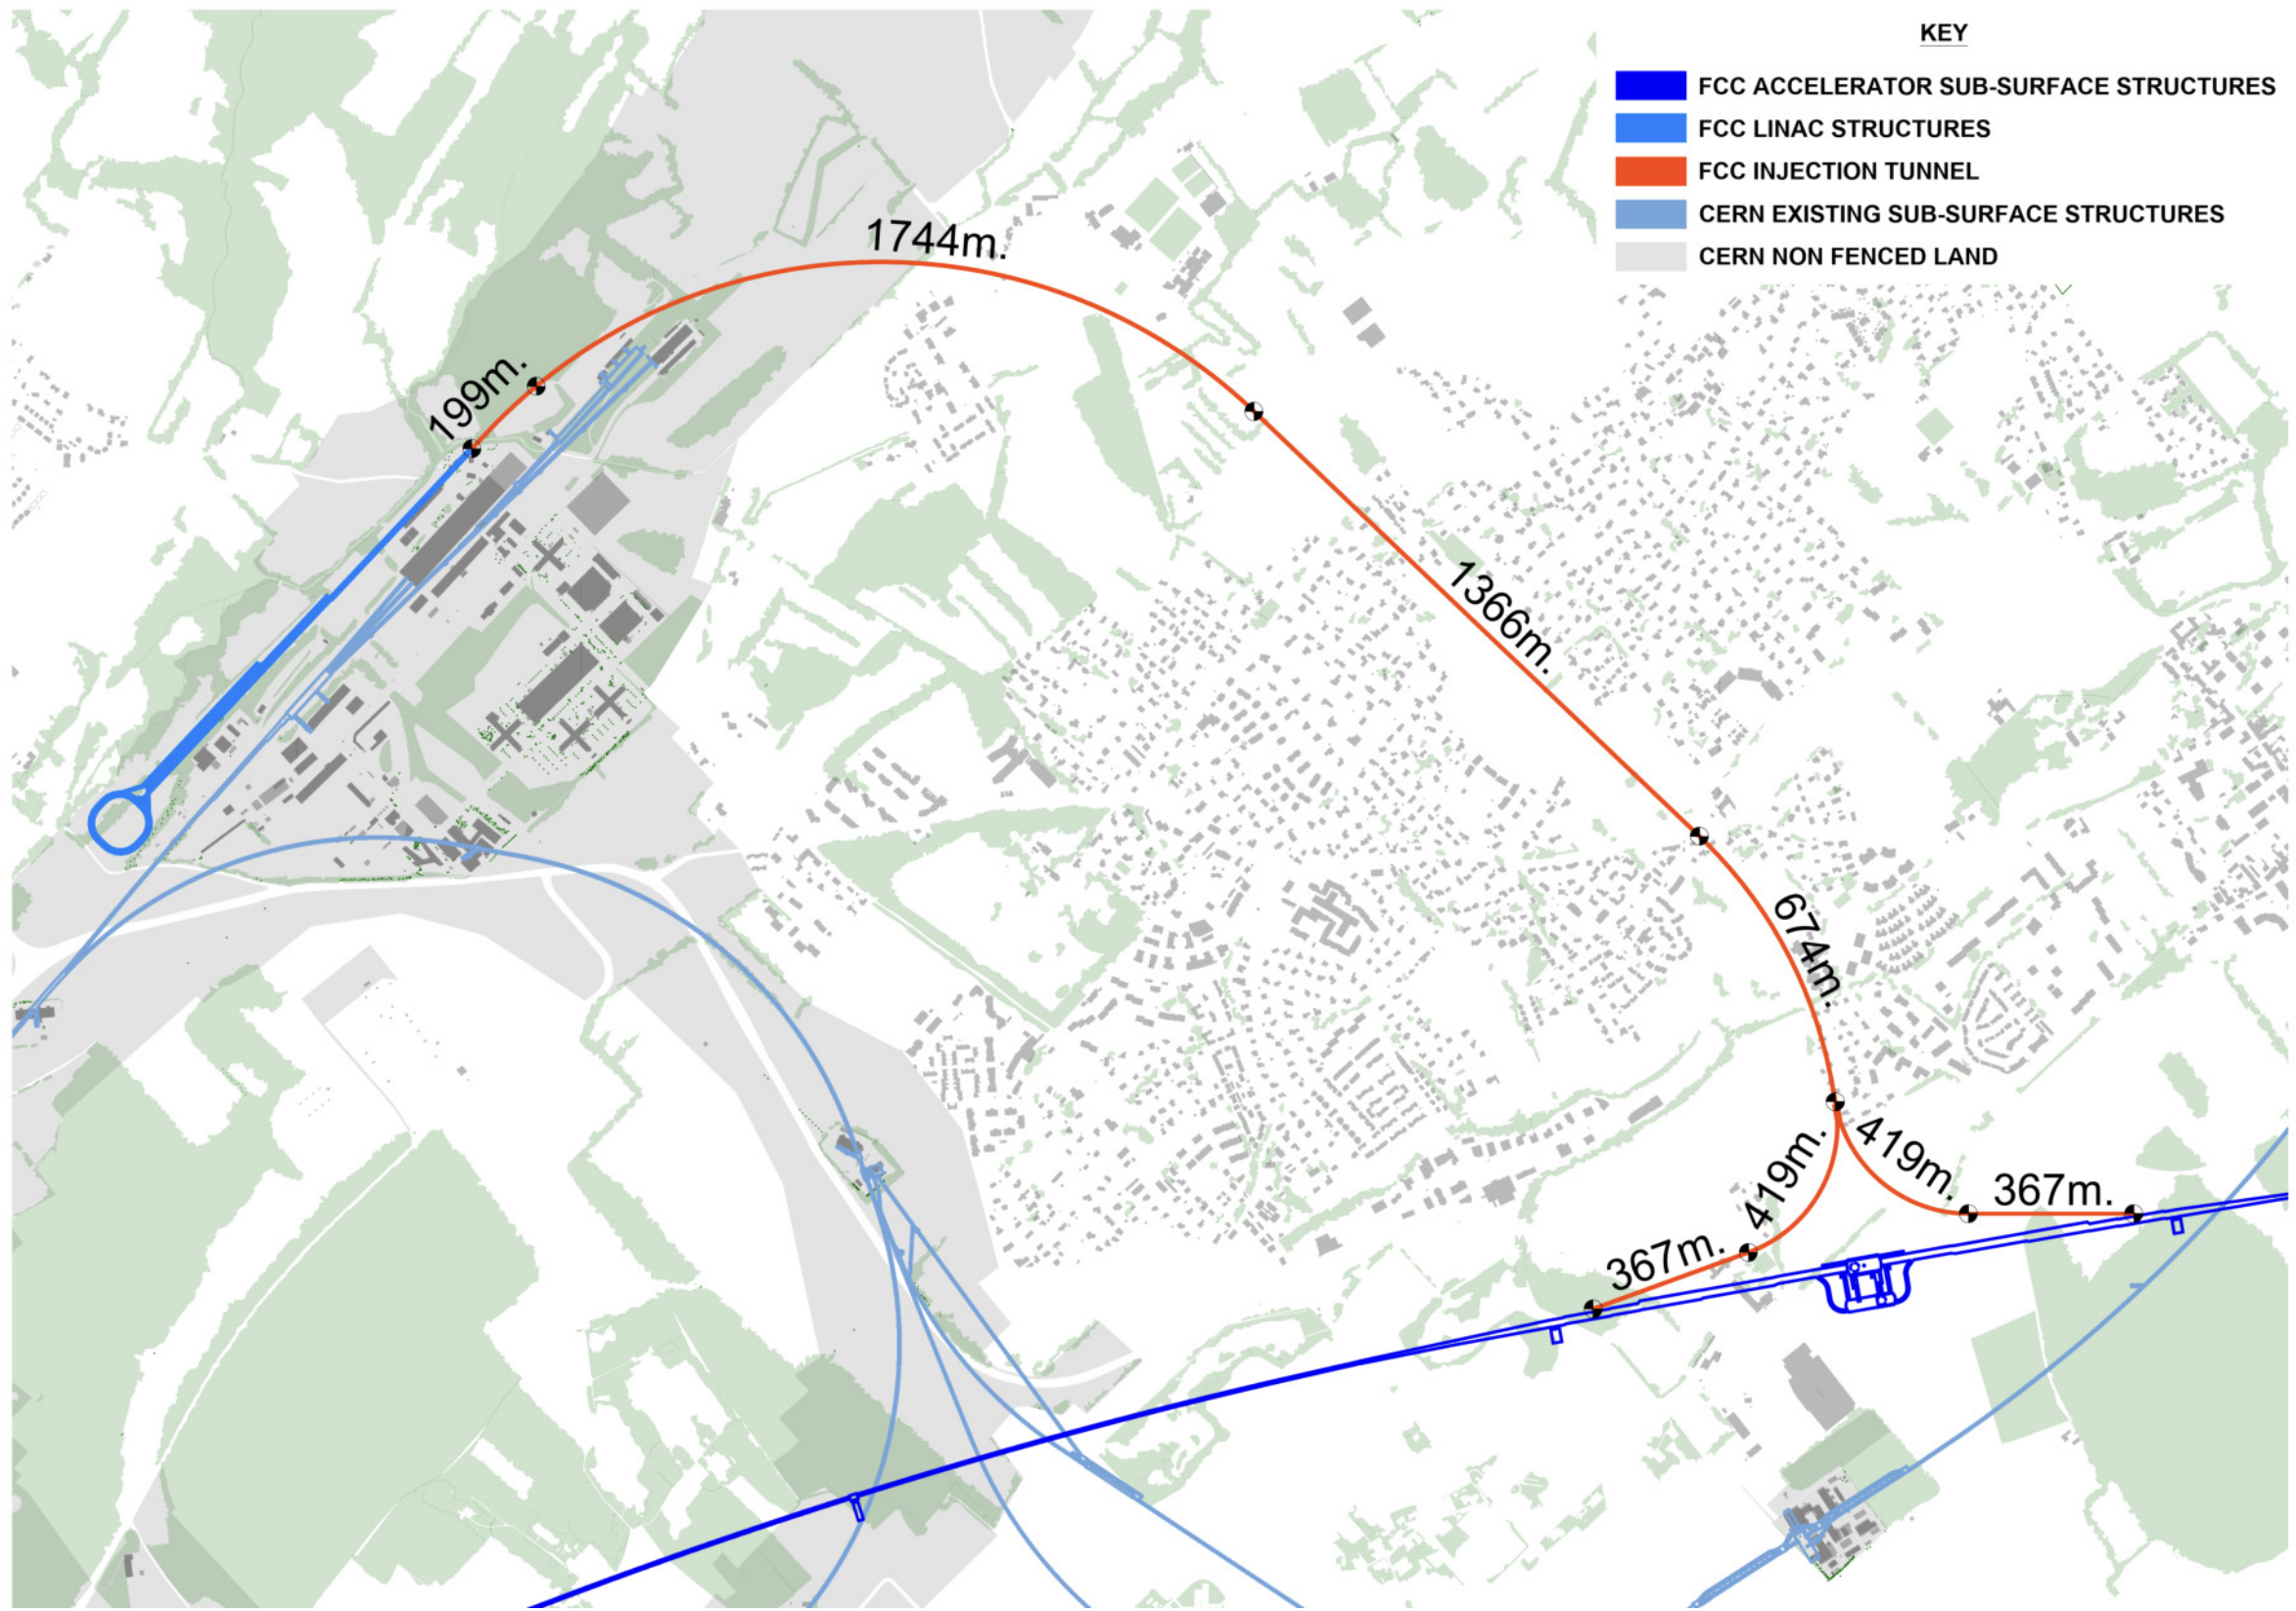 KEY
FCC ACCELERATOR SUB-SURFACE STRUCTURES
FCC LINAC STRUCTURES
FCC INJECTION TUNNEL
CERN EXISTING SUB-SURFACE STRUCTURES
CERN NON FENCED LAND
1744m.
199m.
1366m.
674m.
419m.
419m.
367m.
367m.